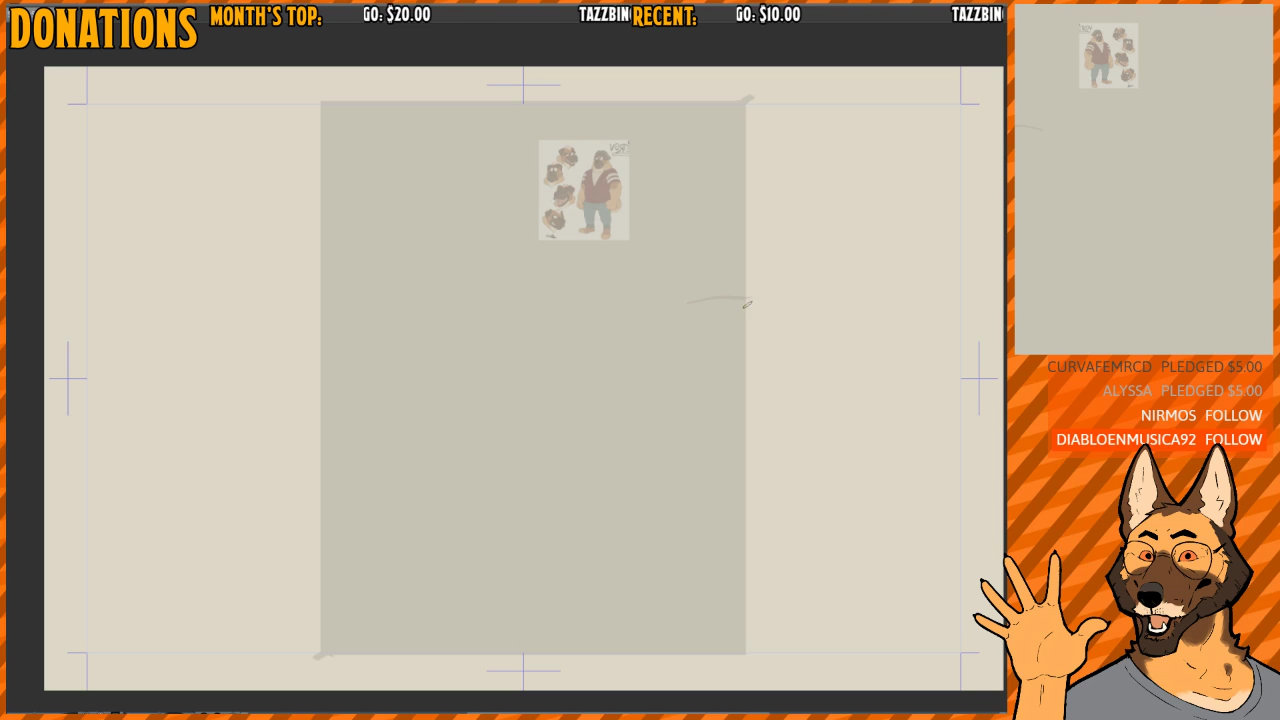 DONATIONS
MONTH'S TOP:
GO: $20.00
TAZZBIN
RECENT:
GO: $10.00
TAZZBIN
CURVAFEMRCD PLEDGED $5.00
ALYSSA PLEDGED $5.00
NIRMOS FOLLOW
DIABLOENMUSICA92 FOLLOW